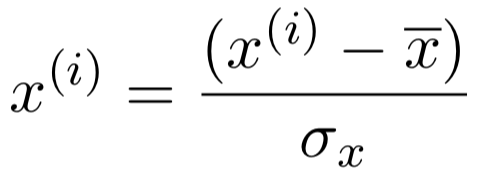 $x^{(i)} = \frac{(x^{(i)} - \overline{x})}{\sigma_x}$